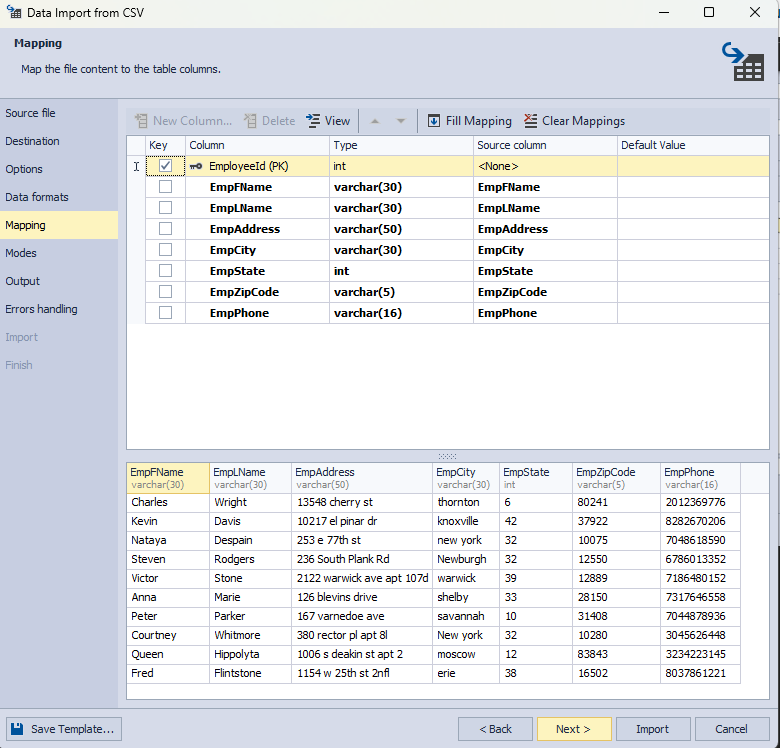 Data Import from CSV
Mapping
Map the file content to the table columns.
Source file
Destination
Options
Data formats
Mapping
Modes
Output
Errors handling
Import
Finish
New Column... Delete View Fill Mapping Clear Mappings
Key Column Type Source column Default Value
EmployeeId (PK) int <None>
EmpFName varchar(30) EmpFName
EmpLName varchar(30) EmpLName
EmpAddress varchar(50) EmpAddress
EmpCity varchar(30) EmpCity
EmpState int EmpState
EmpZipCode varchar(5) EmpZipCode
EmpPhone varchar(16) EmpPhone
EmpFName EmpLName EmpAddress EmpCity EmpState EmpZipCode EmpPhone
varchar(30) varchar(30) varchar(50) varchar(30) int varchar(5) varchar(16)
Charles Wright 13548 cherry st thornton 6 80241 2012369776
Kevin Davis 10217 el pinar dr knoxville 42 37922 8282670206
Nataya Despain 253 e 77th st new york 32 10075 7048618590
Steven Rodgers 236 South Plank Rd Newburgh 32 12550 6786013352
Victor Stone 2122 warwick ave apt 107d warwick 39 12889 7186480152
Anna Marie 126 blevins drive shelby 33 28150 7317646558
Peter Parker 167 varnedoe ave savannah 10 31408 7044878936
Courtney Whitmore 380 rector pl apt 8l New york 32 10280 3045626448
Queen Hippolyta 1006 s deakin st apt 2 moscow 12 83843 3234223145
Fred Flintstone 1154 w 25th st 2nfl erie 38 16502 8037861221
Save Template... < Back Next > Import Cancel